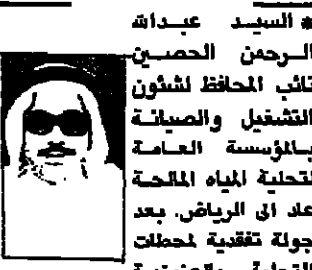 * السيد عبدالله
الرحمن الحصين
نائب المحافظ لشئون
التشغيل والصيانة
بالمؤسسة العامة
لتحلية المياه المالحة
عاد الى الرياض، بعد
جولة تفقدية لمحطات